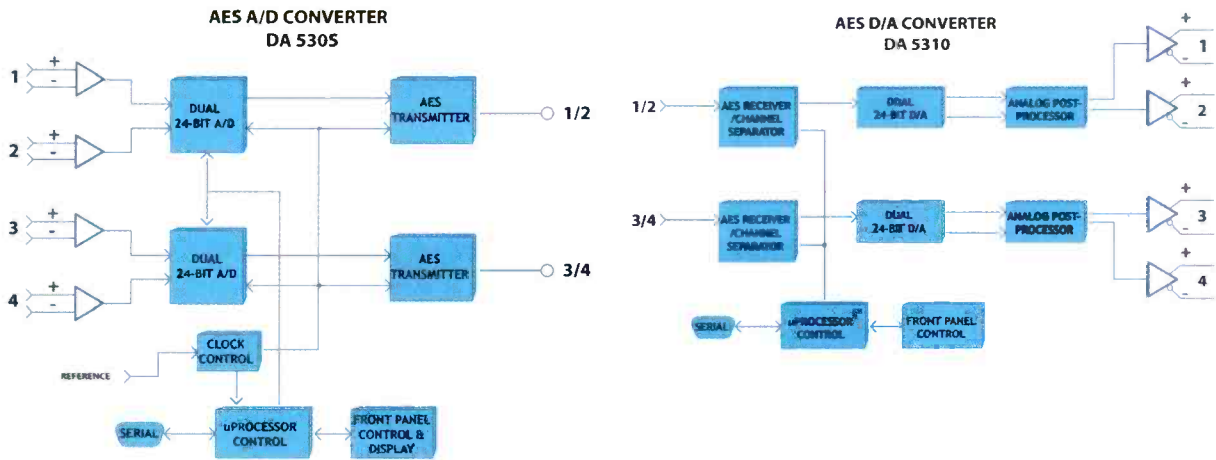 AES A/D CONVERTER
DA 5305
1
+
-
2
+
-
3
+
-
4
+
-
DUAL
24-BIT A/D
AES
TRANSMITTER
1/2
DUAL
24-BIT A/D
AES
TRANSMITTER
3/4
CLOCK
CONTROL
REFERENCE
SERIAL
uPROCESSOR
CONTROL
FRONT PANEL
CONTROL &
DISPLAY
AES D/A CONVERTER
DA 5310
1/2
AES RECEIVER
/CHANNEL
SEPARATOR
DUAL
24-BIT D/A
ANALOG POST-
PROCESSOR
+
1
-
+
2
-
3/4
AES RECEIVER
/CHANNEL
SEPARATOR
DUAL
24-BIT D/A
ANALOG POST-
PROCESSOR
+
3
-
+
4
-
SERIAL
uPROCESSOR
CONTROL
FRONT PANEL
CONTROL